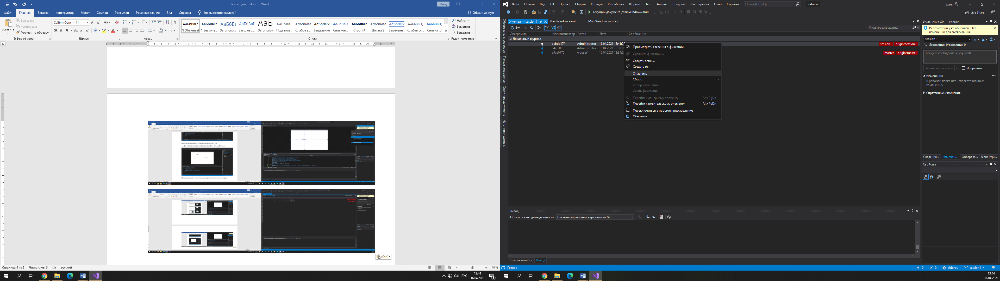 Gogs21_посл.docx - Word
Вход
Файл Главная Вставка Конструктор Макет Ссылки Рассылки Рецензирование Вид Справка Что вы хотите сделать? Общий доступ
Вставить
Вырезать
Копировать
Формат по образцу
Буфер обмена
Calibri (Оснс 11
Шрифт
Абзац
АаБбВвГг, АаБбВвГг, АаБбВ АаБбВвГ АаЬ АаБбВвГ АаБбВвГг АаБбВвГг АаБбВвГг АаБбВвГг, АаБбВвГг АаБбВвГг АаБбВвГг АаБбВвГг,
¶ Обычный ¶ Без инте... Заголово... Заголово... Заголовок Подзагол... Слабое в... Выделение Сильное... Строгий Цитата 2 Выделенн... Слабая сс... Сильная...
Стили
Найти
Заменить
Выделить
Редактирование
(Ctrl)
Страница 5 из 5 Число слов: 5 русский
140 %
РУС
13:44
16.04.2021
Файл Правка Вид Git Проект Сборка Отладка Разработка Формат Тест Анализ Средства Расширения Окно Справка
Поиск (Ctrl+Q)
sidorov
Вход
Текущий документ (MainWindow.xaml)
Live Share
Обозреватель серверов
Панель элементов
Структура документа
Источники данных
Журнал — session1 MainWindow.xaml MainWindow.xaml.cs
Фильтровать журнал
Диаграмма Идентификатор Автор Дата Сообщение
Локальный журнал
acbdd17f Administrator 16.04.2021 13:41:2
session1 origin/session1
64af50f8 Administrator 16.04.2021 13:39:0
c9ae0775 wbuser1 16.04.2021 13:34:0
master origin/master
Просмотреть сведения о фиксации
Сравнить фиксации...
Создать ветвь...
Создать тег
Отменить
Сброс
Отбор изменений
Сжать фиксации...
Перейти к дочернему элементу Alt+PgUp
Перейти к родительскому элементу Alt+PgDn
Переключиться в простое представление
Обновить
Изменения Git — sidorov
Репозиторий уже обновлен. Нет
изменений для вытягивания.
session1
Исходящих 0/входящих 0
Введите сообщение <Required>
Зафиксировать все
Исправить
Изменения
В рабочей папке нет неподготовленных
изменений.
Спрятанные изменения
Сведения... Изменен... Обозрева... Team Expl...
Свойства
Вывод
Показать выходные данные из: Система управления версиями — Git
Список ошибок Вывод
Готово
0 0 sidorov session1
13:44
16.04.2021